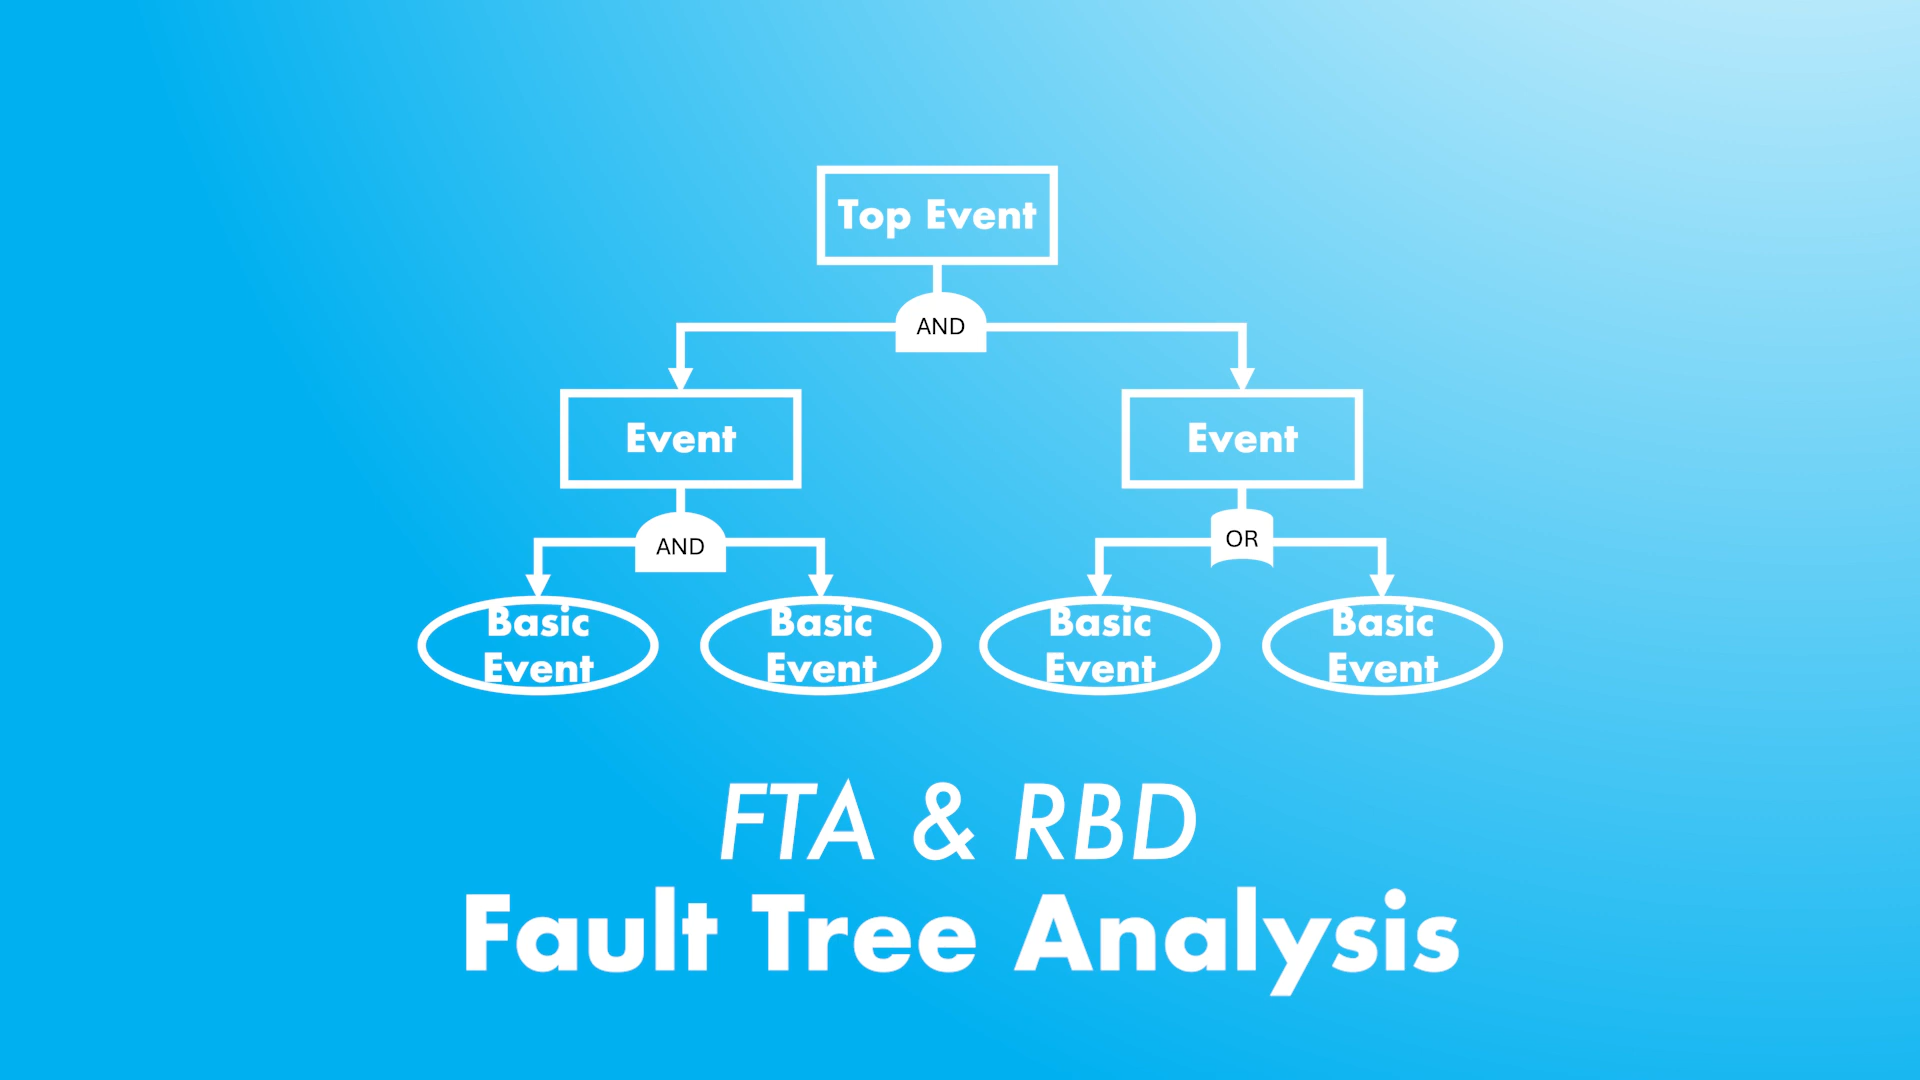 Top Event
AND
Event
Event
AND
OR
Basic
Event
Basic
Event
Basic
Event
Basic
Event
FTA & RBD
Fault Tree Analysis